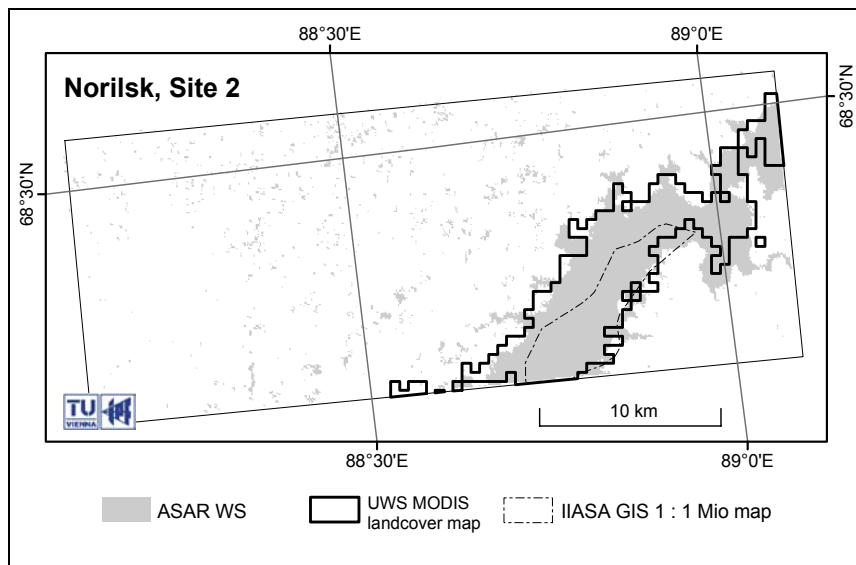 88°30'E
89°0'E
Norilsk, Site 2
68°30'N
68°30'N
TU
VIENNA
10 km
88°30'E
89°0'E
ASAR WS
UWS MODIS
landcover map
IIASA GIS 1 : 1 Mio map